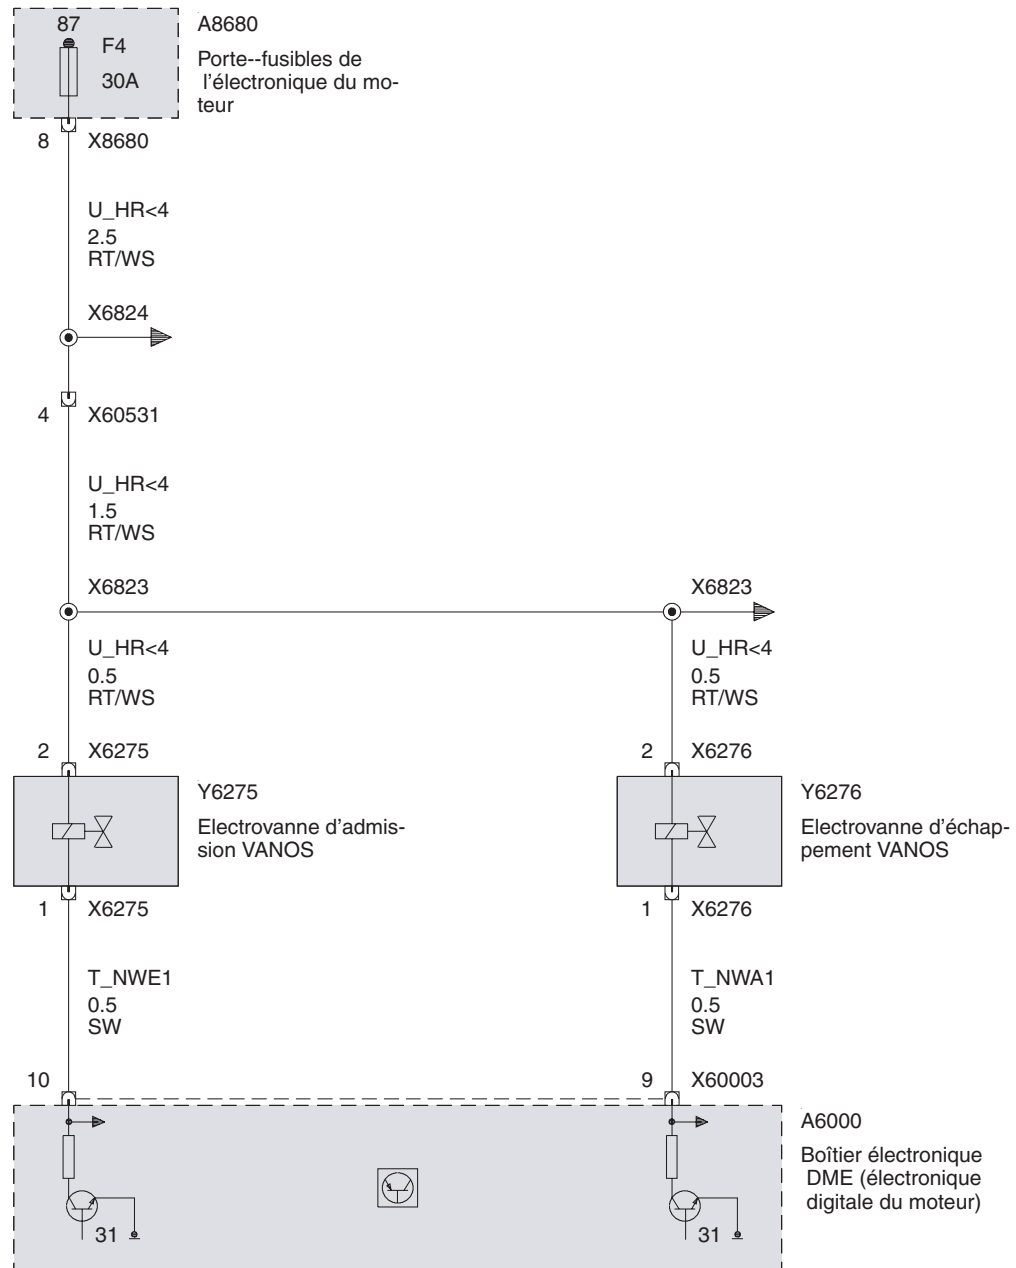 87
F4
30A
A8680
Porte--fusibles de
l'électronique du mo-
teur
8
X8680
U_HR<4
2.5
RT/WS
X6824
4
X60531
U_HR<4
1.5
RT/WS
X6823
X6823
U_HR<4
0.5
RT/WS
U_HR<4
0.5
RT/WS
2
X6275
2
X6276
Y6275
Electrovanne d'admis-
sion VANOS
Y6276
Electrovanne d'échap-
pement VANOS
1
X6275
1
X6276
T_NWE1
0.5
SW
T_NWA1
0.5
SW
10
9
X60003
A6000
Boîtier électronique
DME (électronique
digitale du moteur)
31
31